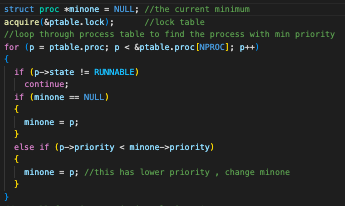 struct proc *minone = NULL; //the current minimum
acquire(&ptable.lock);      //lock table
//loop through process table to find the process with min priority
for (p = ptable.proc; p < &ptable.proc[NPROC]; p++)
{
  if (p->state != RUNNABLE)
    continue;
  if (minone == NULL)
  {
    minone = p;
  }
  else if (p->priority < minone->priority)
  {
    minone = p; //this has lower priority , change minone
  }
}